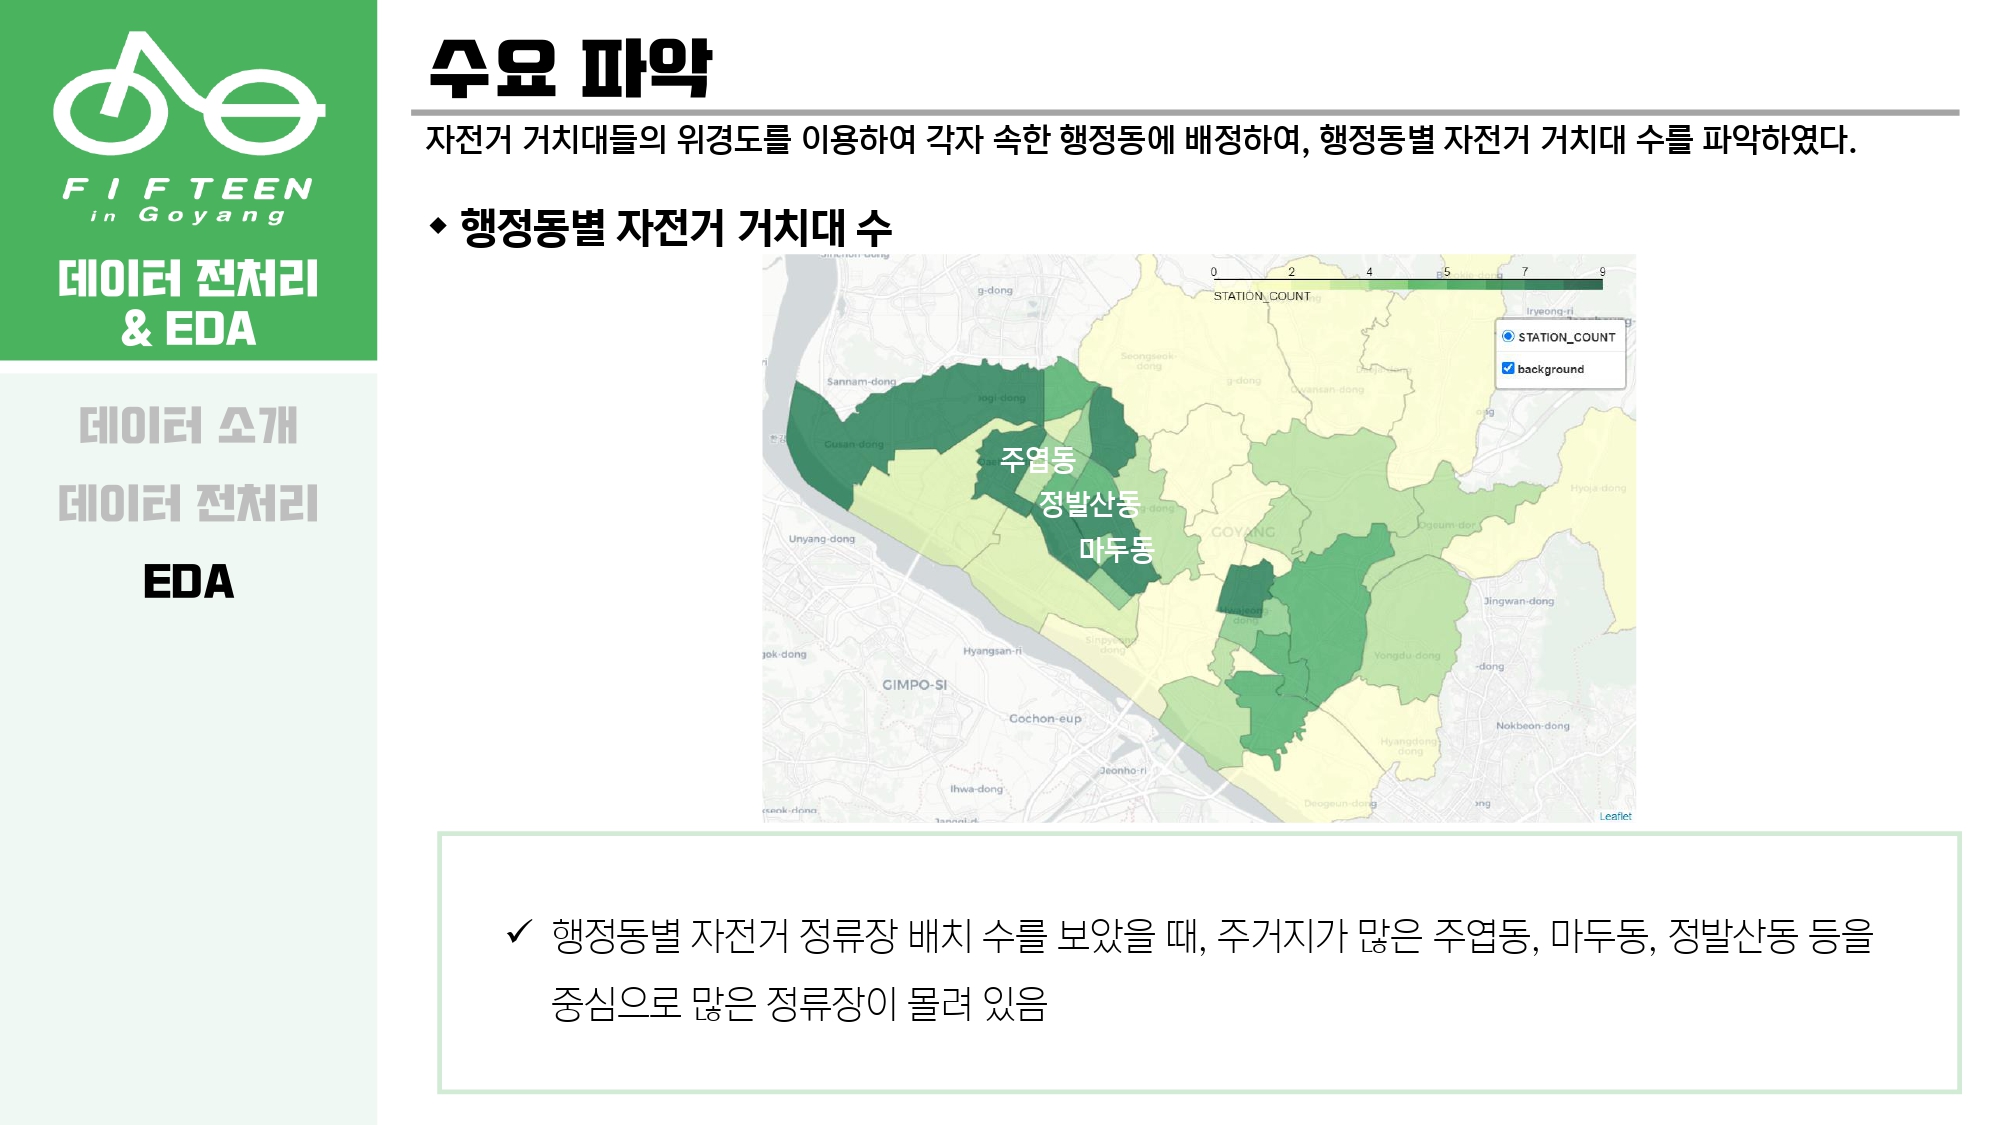 FIFTEEN
in Goyang
데이터 전처리
& EDA
데이터 소개
데이터 전처리
EDA
수요 파악
자전거 거치대들의 위경도를 이용하여 각자 속한 행정동에 배정하여, 행정동별 자전거 거치대 수를 파악하였다.
◆ 행정동별 자전거 거치대 수
0 2 4 5 7 9
STATION_COUNT
STATION_COUNT
background
g-dong
Iryeong-ri
Seongseok-dong
g-dong
Gwansan-dong
Sannam-dong
Gusan-dong
주엽동
정발산동
마두동
GOYANG
Hyoja-dong
Unyang-dong
Jingwan-dong
Hyangsan-ri
-dong
Yongdu-dong
GIMPO-SI
Gochon-eup
Nokbeon-dong
Hyangdong-dong
Jeonho-ri
Ihwa-dong
Deogeun-dong
Leaflet
✓ 행정동별 자전거 정류장 배치 수를 보았을 때, 주거지가 많은 주엽동, 마두동, 정발산동 등을
중심으로 많은 정류장이 몰려 있음